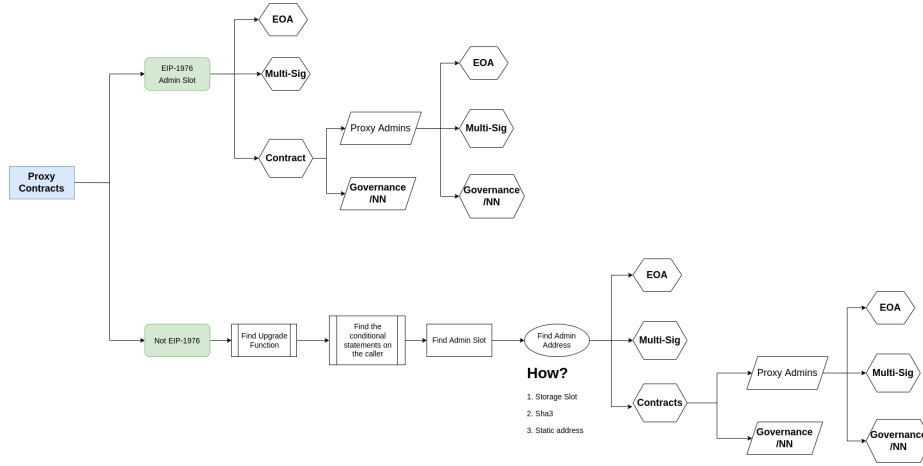 EOA
EIP-1976
Admin Slot
Multi-Sig
EOA
Proxy Admins
Multi-Sig
Contract
Proxy
Contracts
Governance
/NN
Governance
/NN
EOA
EOA
Not EIP-1976
Find Upgrade
Function
Find the
conditional
statements on
the caller
Find Admin Slot
Find Admin
Address
Multi-Sig
How?
1. Storage Slot
2. Sha3
3. Static address
Proxy Admins
Multi-Sig
Contracts
Governance
/NN
Governance
/NN